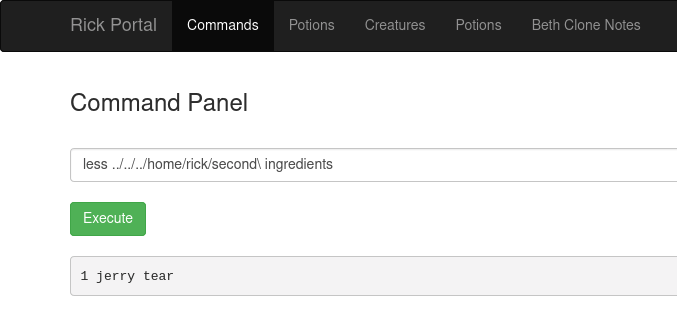 Rick Portal Commands Potions Creatures Potions Beth Clone Notes
Command Panel
less ../../../home/rick/second\ ingredients
Execute
1 jerry tear